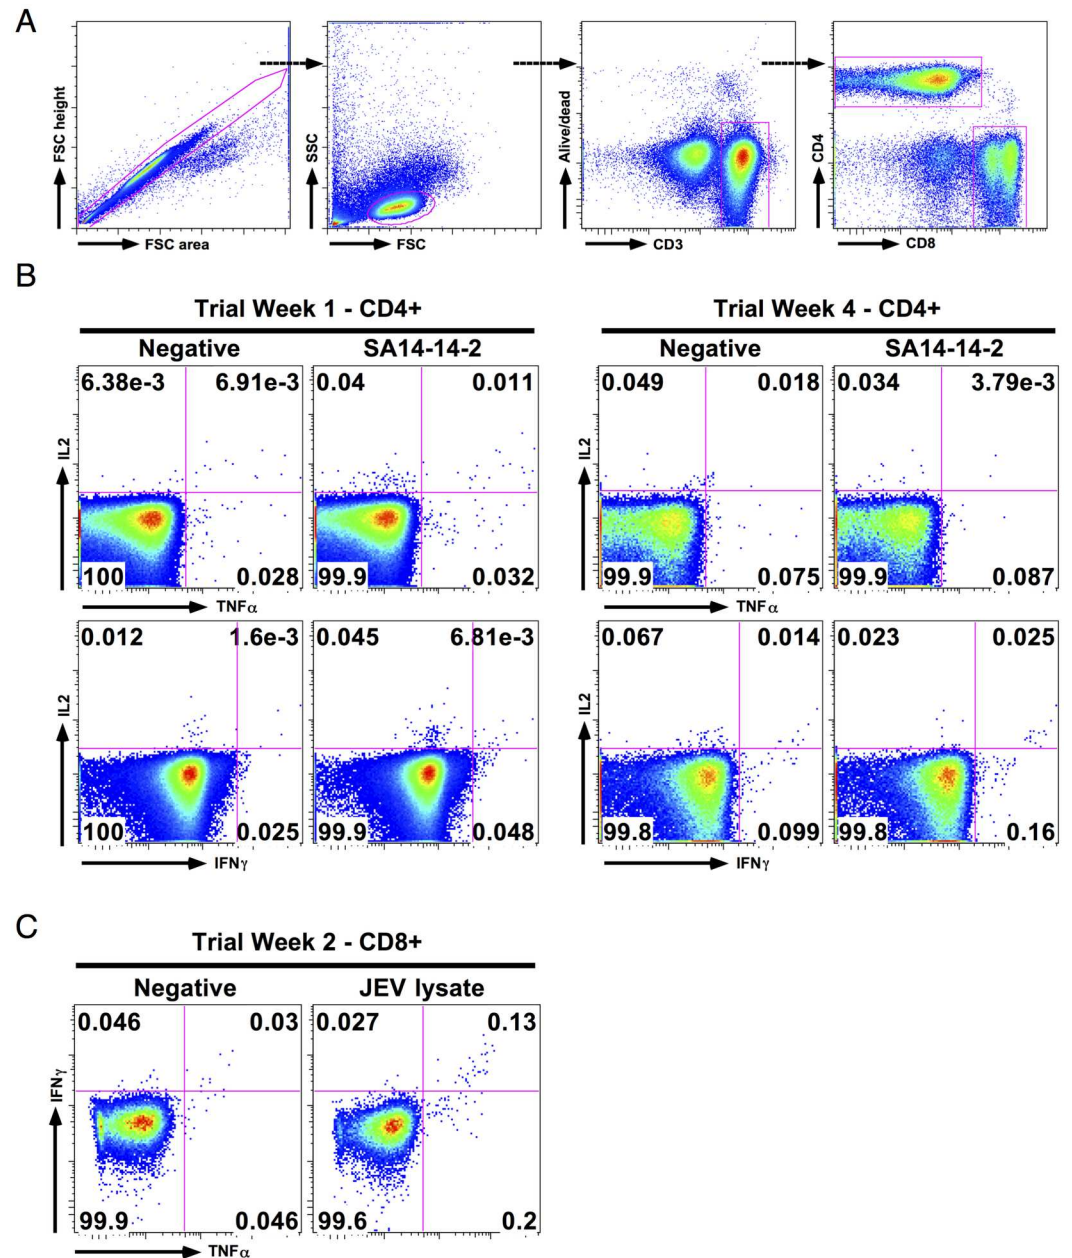 A
FSC height
FSC area
SSC
FSC
Alive/dead
CD3
CD4
CD8
B
Trial Week 1 - CD4+
Trial Week 4 - CD4+
Negative
SA14-14-2
Negative
SA14-14-2
6.38e-3
6.91e-3
0.04
0.011
0.049
0.018
0.034
3.79e-3
IL2
IL2
100
0.028
99.9
0.032
99.9
0.075
99.9
0.087
TNFα
TNFα
0.012
1.6e-3
0.045
6.81e-3
0.067
0.014
0.023
0.025
IL2
IL2
100
0.025
99.9
0.048
99.8
0.099
99.8
0.16
IFNγ
IFNγ
C
Trial Week 2 - CD8+
Negative
JEV lysate
0.046
0.03
0.027
0.13
IFNγ
99.9
0.046
99.6
0.2
TNFα